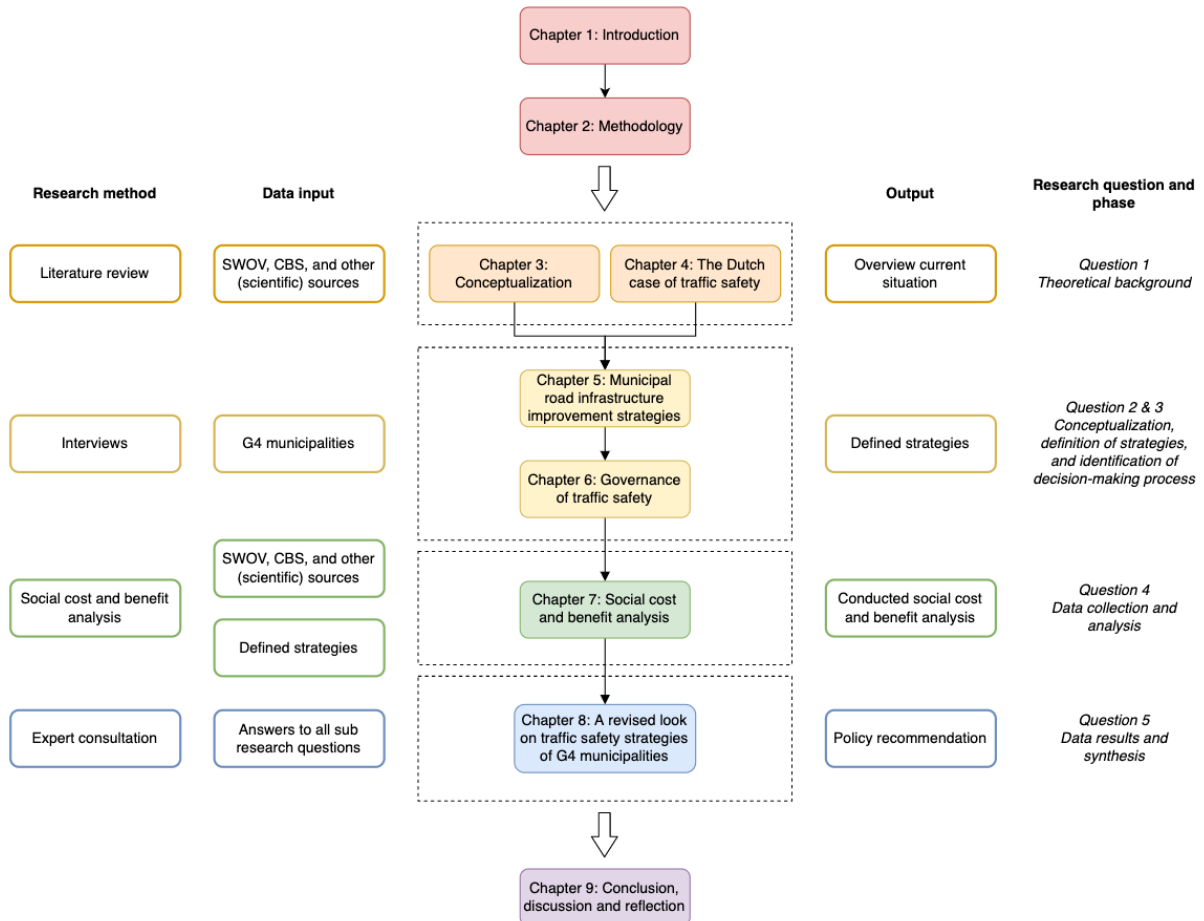 Chapter 1: Introduction
Chapter 2: Methodology
Research method
Data input
Output
Research question and
phase
Literature review
SWOV, CBS, and other
(scientific) sources
Chapter 3:
Conceptualization
Chapter 4: The Dutch
case of traffic safety
Overview current
situation
Question 1
Theoretical background
Interviews
G4 municipalities
Chapter 5: Municipal
road infrastructure
improvement strategies
Chapter 6: Governance
of traffic safety
Defined strategies
Question 2 & 3
Conceptualization,
definition of strategies,
and identification of
decision-making process
Social cost and benefit
analysis
SWOV, CBS, and other
(scientific) sources
Defined strategies
Chapter 7: Social cost
and benefit analysis
Conducted social cost
and benefit analysis
Question 4
Data collection and
analysis
Expert consultation
Answers to all sub
research questions
Chapter 8: A revised look
on traffic safety strategies
of G4 municipalities
Policy recommendation
Question 5
Data results and
synthesis
Chapter 9: Conclusion,
discussion and reflection